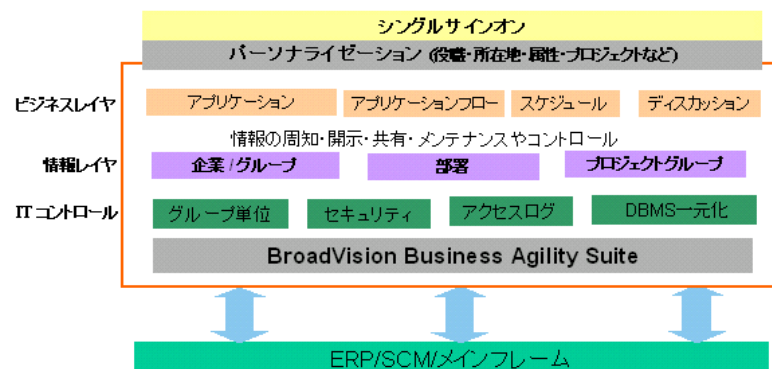 シングルサインオン
パーソナライゼーション (役職・所在地・属性・プロジェクトなど)
ビジネスレイヤ
アプリケーション
アプリケーションフロー
スケジュール
ディスカッション
情報の周知・開示・共有・メンテナンスやコントロール
情報レイヤ
企業/グループ
部署
プロジェクトグループ
ITコントロール
グループ単位
セキュリティ
アクセスログ
DBMS一元化
BroadVision Business Agility Suite
ERP/SCM/メインフレーム